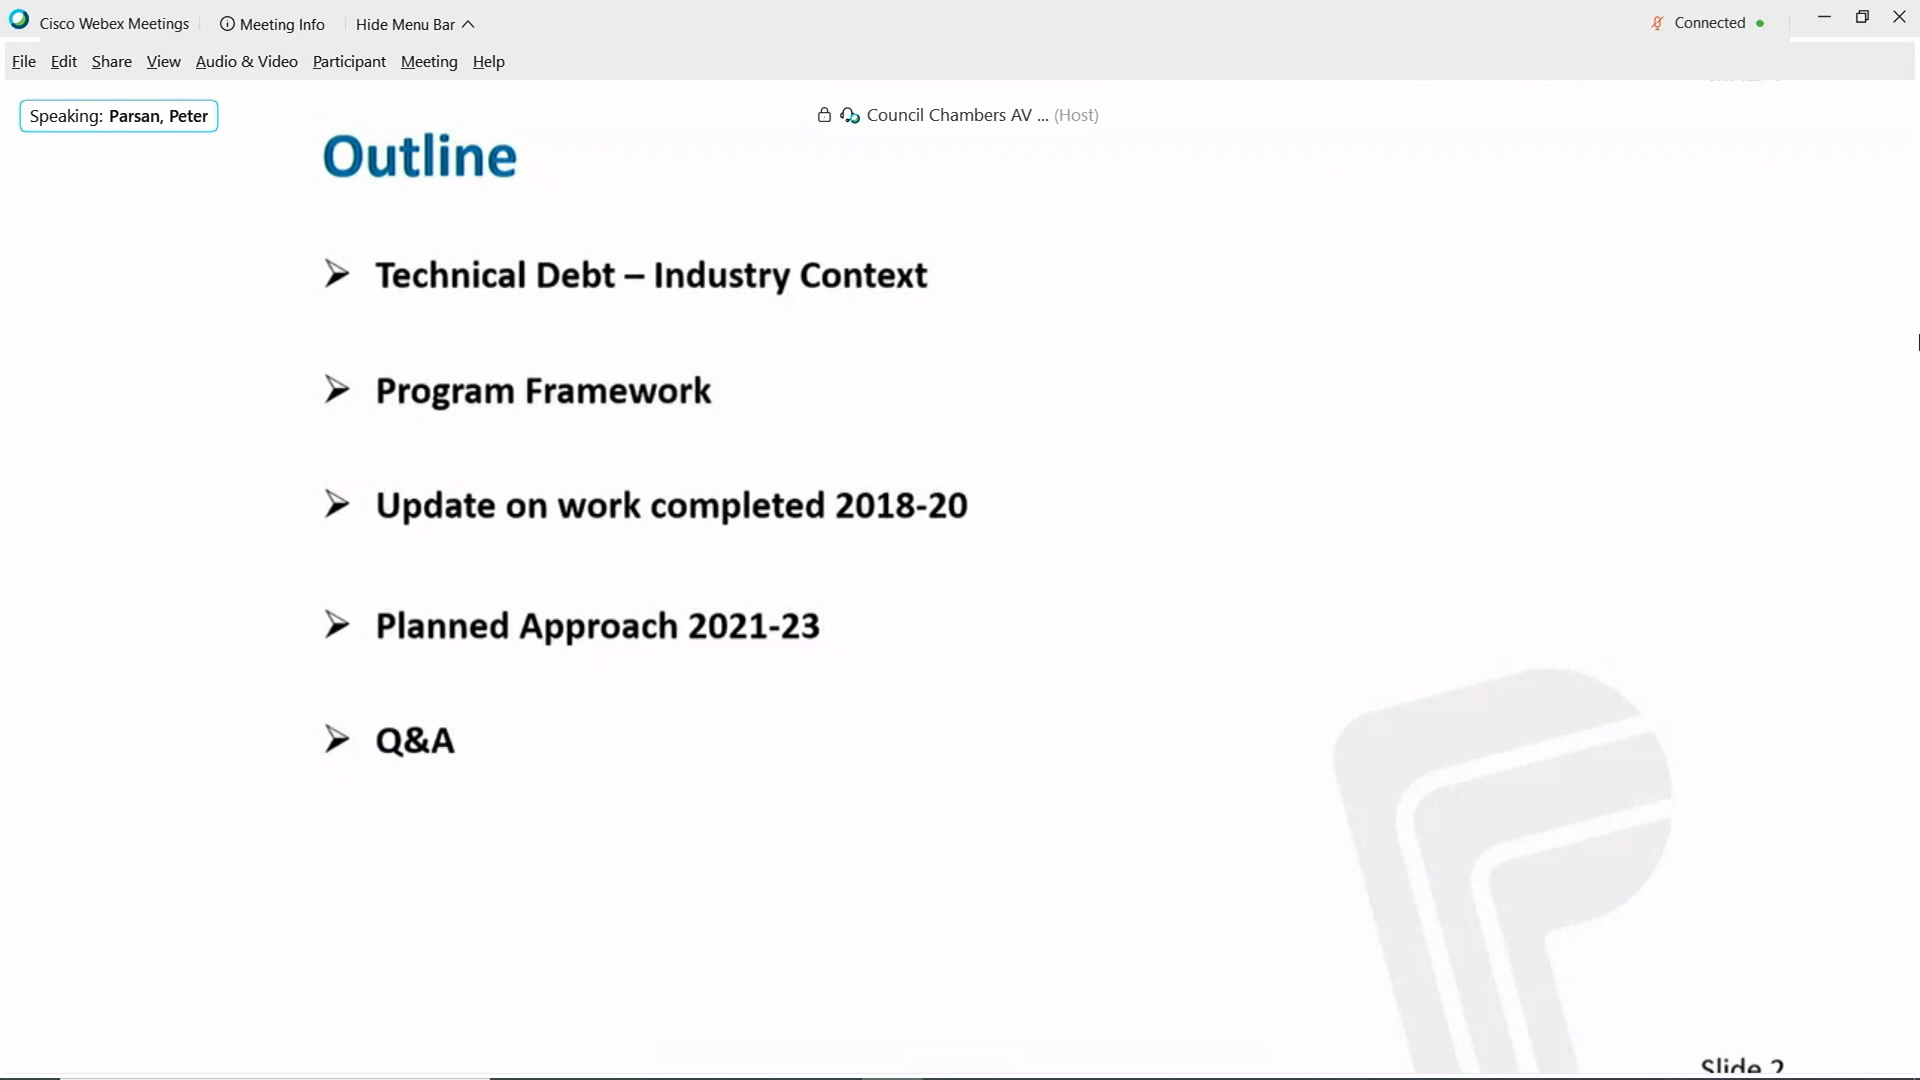 Cisco Webex Meetings Meeting Info Hide Menu Bar Connected
File Edit Share View Audio & Video Participant Meeting Help
Speaking: Parsan, Peter
Council Chambers AV ... (Host)
Outline
Technical Debt – Industry Context
Program Framework
Update on work completed 2018-20
Planned Approach 2021-23
Q&A
Slide 2